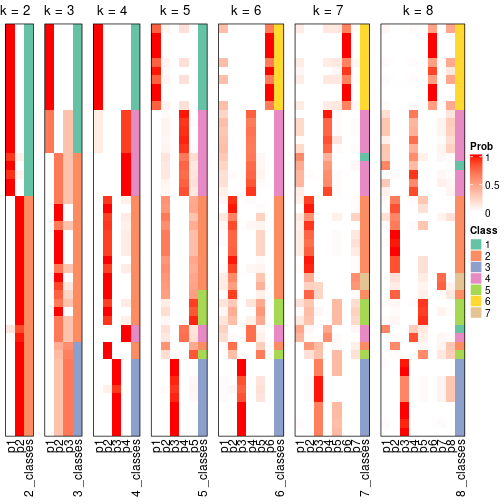 k = 2
k = 3
k = 4
k = 5
k = 6
k = 7
k = 8
Prob
1
0.5
0
Class
1
2
3
4
5
6
7
p1
p2
2_classes
p1
p2
p3
3_classes
p1
p2
p3
p4
4_classes
p1
p2
p3
p4
p5
5_classes
p1
p2
p3
p4
p5
p6
6_classes
p1
p2
p3
p4
p5
p6
p7
7_classes
p1
p2
p3
p4
p5
p6
p7
p8
8_classes